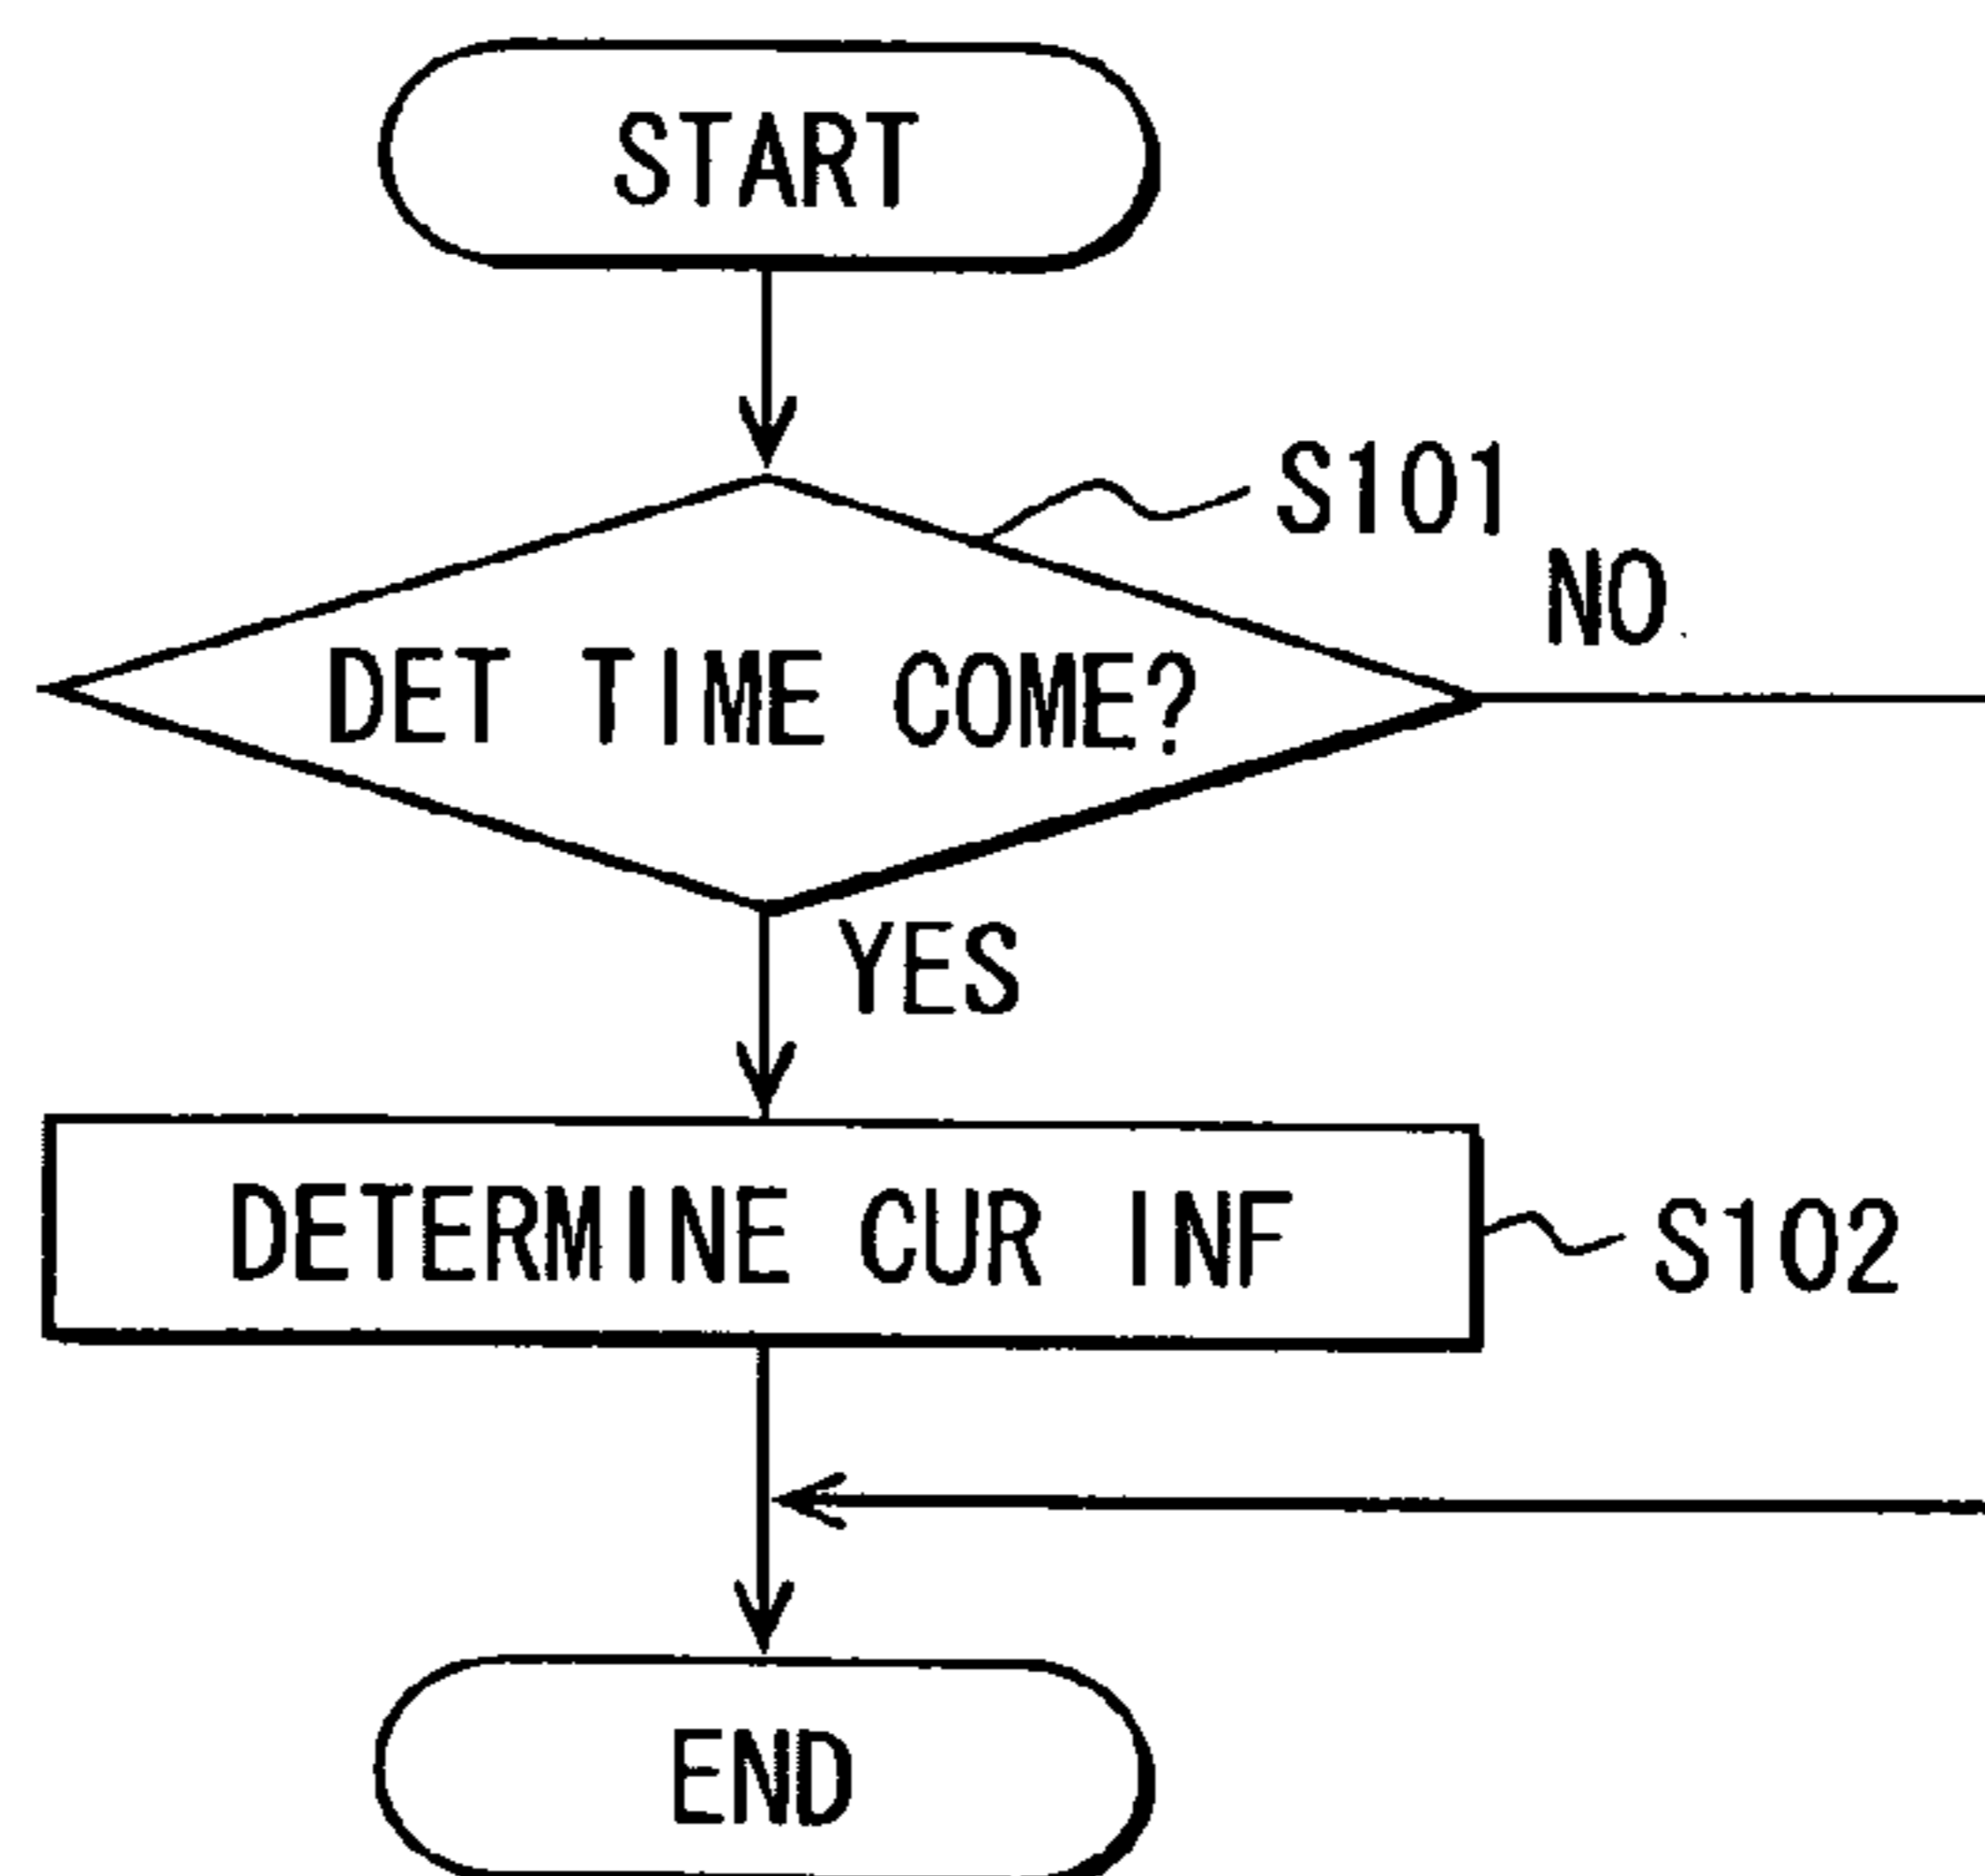 START
S101
NO
DET TIME COME?
YES
DETERMINE CUR INF
S102
END